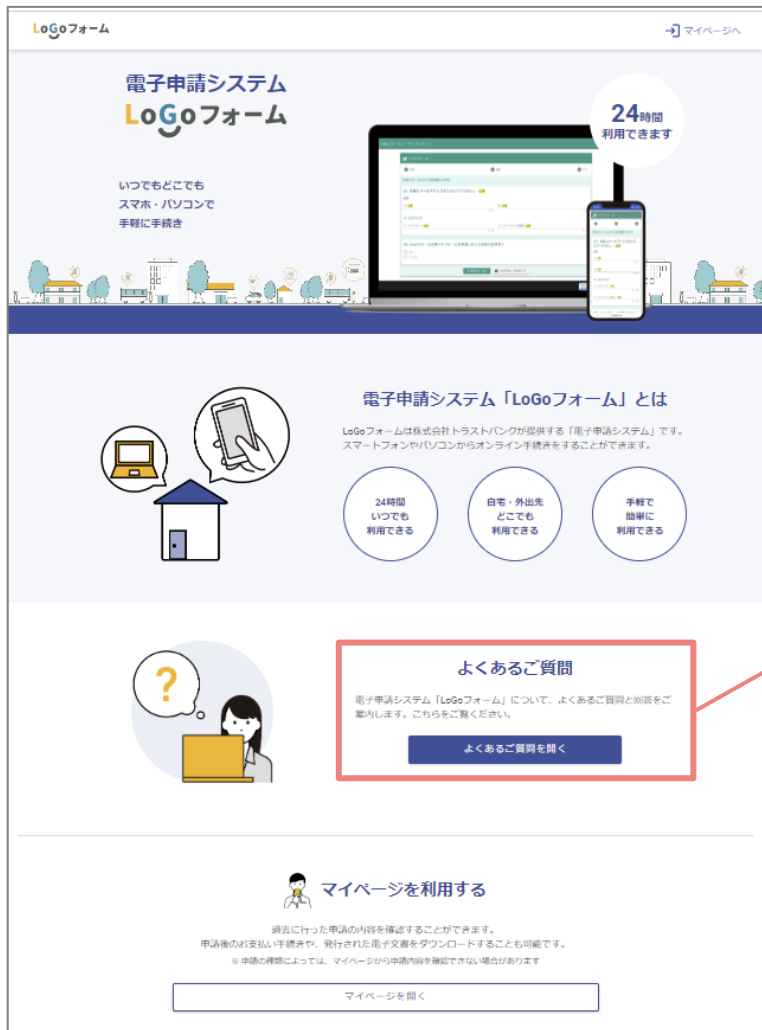 LoGoフォーム
マイページへ
電子申請システム
LoGoフォーム
24時間
利用できます
いつでもどこでも
スマホ・パソコンで
手軽に手続き
電子申請システム「LoGoフォーム」とは
LoGoフォームは株式会社トラストバンクが提供する「電子申請システム」です。
スマートフォンやパソコンからオンライン手続きをすることができます。
24時間
いつでも
利用できる
自宅・外出先
どこでも
利用できる
手軽で
簡単に
利用できる
?
よくあるご質問
電子申請システム「LoGoフォーム」について、よくあるご質問と回答をご
案内します。こちらをご覧ください。
よくあるご質問を開く
マイページを利用する
過去に行った申請の内容を確認することができます。
申請後のお支払い手続きや、発行された電子文書をダウンロードすることも可能です。
※ 申請の種類によっては、マイページから申請内容を確認できない場合があります
マイページを開く